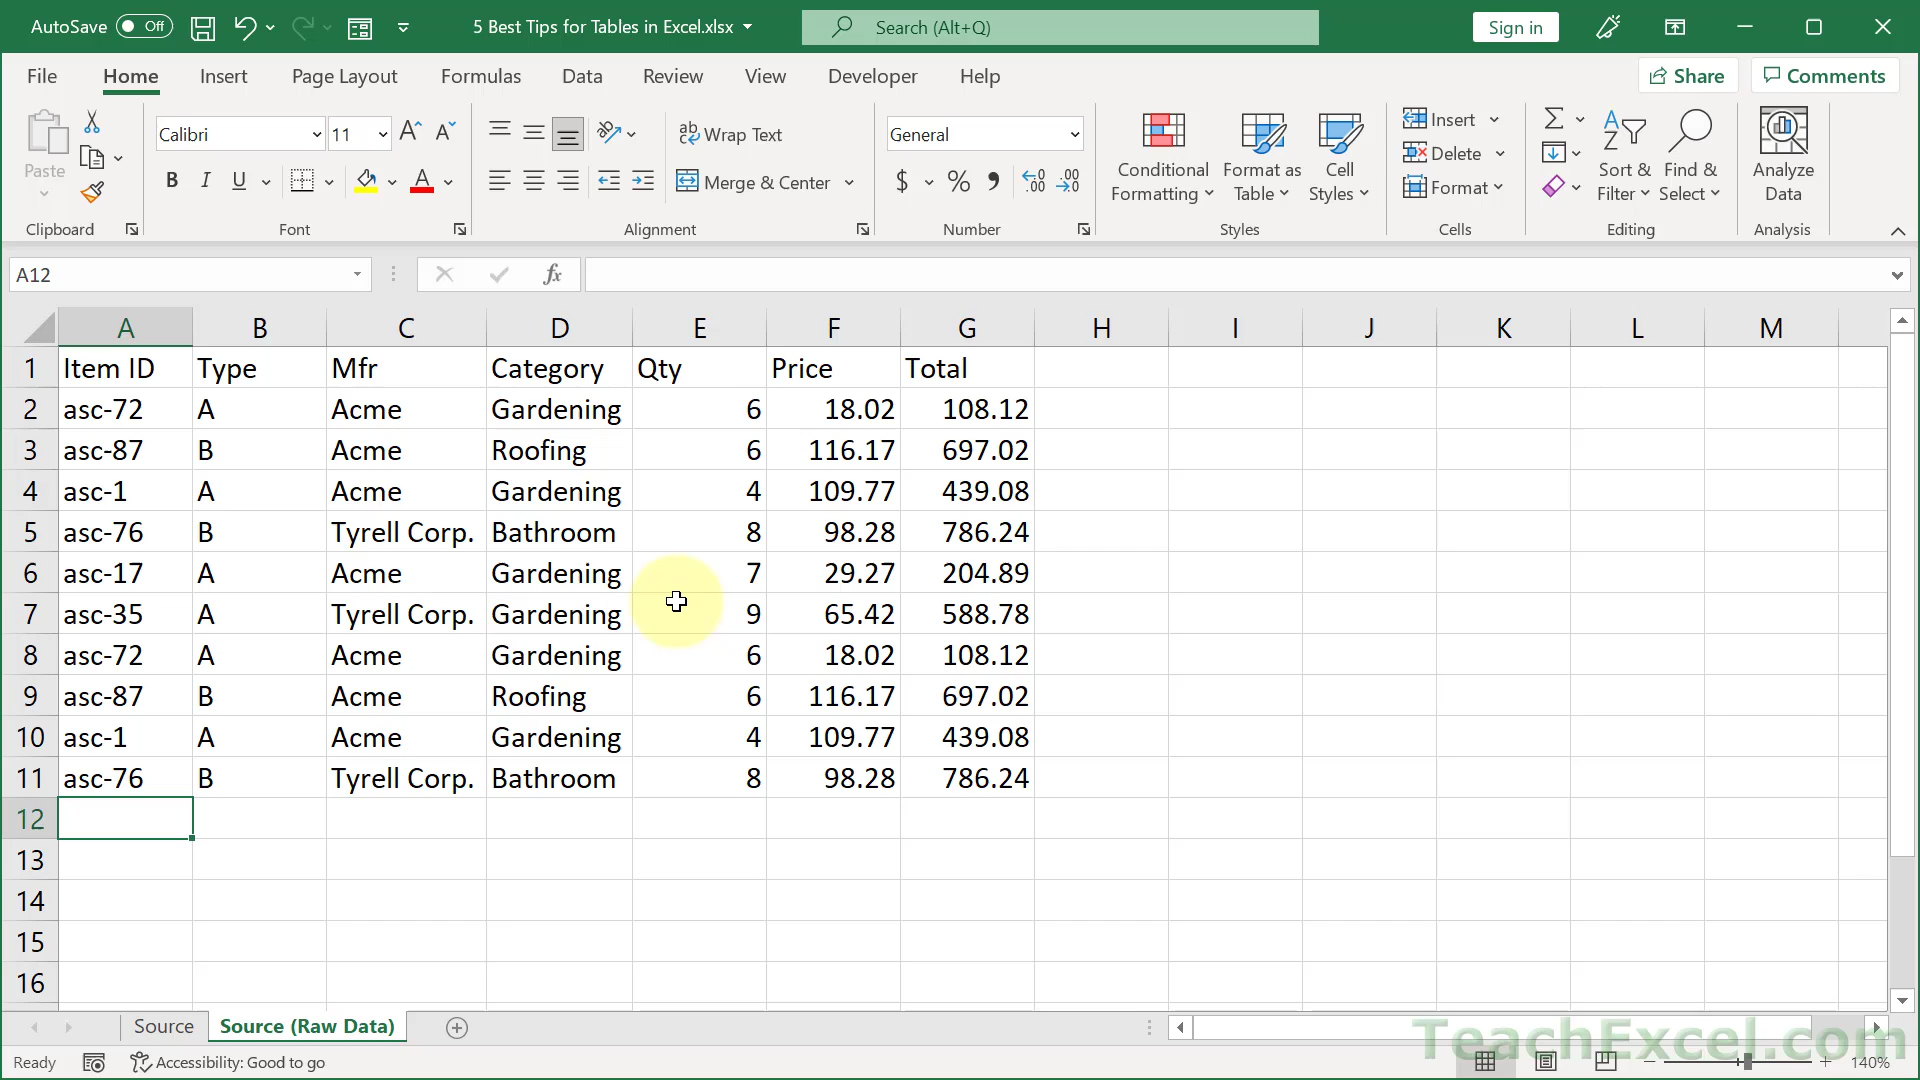 AutoSave Off 5 Best Tips for Tables in Excel.xlsx Search (Alt+Q) Sign in
File Home Insert Page Layout Formulas Data Review View Developer Help Share Comments
Paste Calibri 11 Wrap Text General Conditional Formatting Format as Table Cell Styles Insert Sort & Filter Find & Select Analyze Data
B I U A Merge & Center $ % Delete Format
Clipboard Font Alignment Number Styles Cells Editing Analysis
A12 fx
A B C D E F G H I J K L M
1 Item ID Type Mfr Category Qty Price Total
2 asc-72 A Acme Gardening 6 18.02 108.12
3 asc-87 B Acme Roofing 6 116.17 697.02
4 asc-1 A Acme Gardening 4 109.77 439.08
5 asc-76 B Tyrell Corp. Bathroom 8 98.28 786.24
6 asc-17 A Acme Gardening 7 29.27 204.89
7 asc-35 A Tyrell Corp. Gardening 9 65.42 588.78
8 asc-72 A Acme Gardening 6 18.02 108.12
9 asc-87 B Acme Roofing 6 116.17 697.02
10 asc-1 A Acme Gardening 4 109.77 439.08
11 asc-76 B Tyrell Corp. Bathroom 8 98.28 786.24
12
13
14
15
16
Source Source (Raw Data)
TeachExcel.com
Ready Accessibility: Good to go 140%